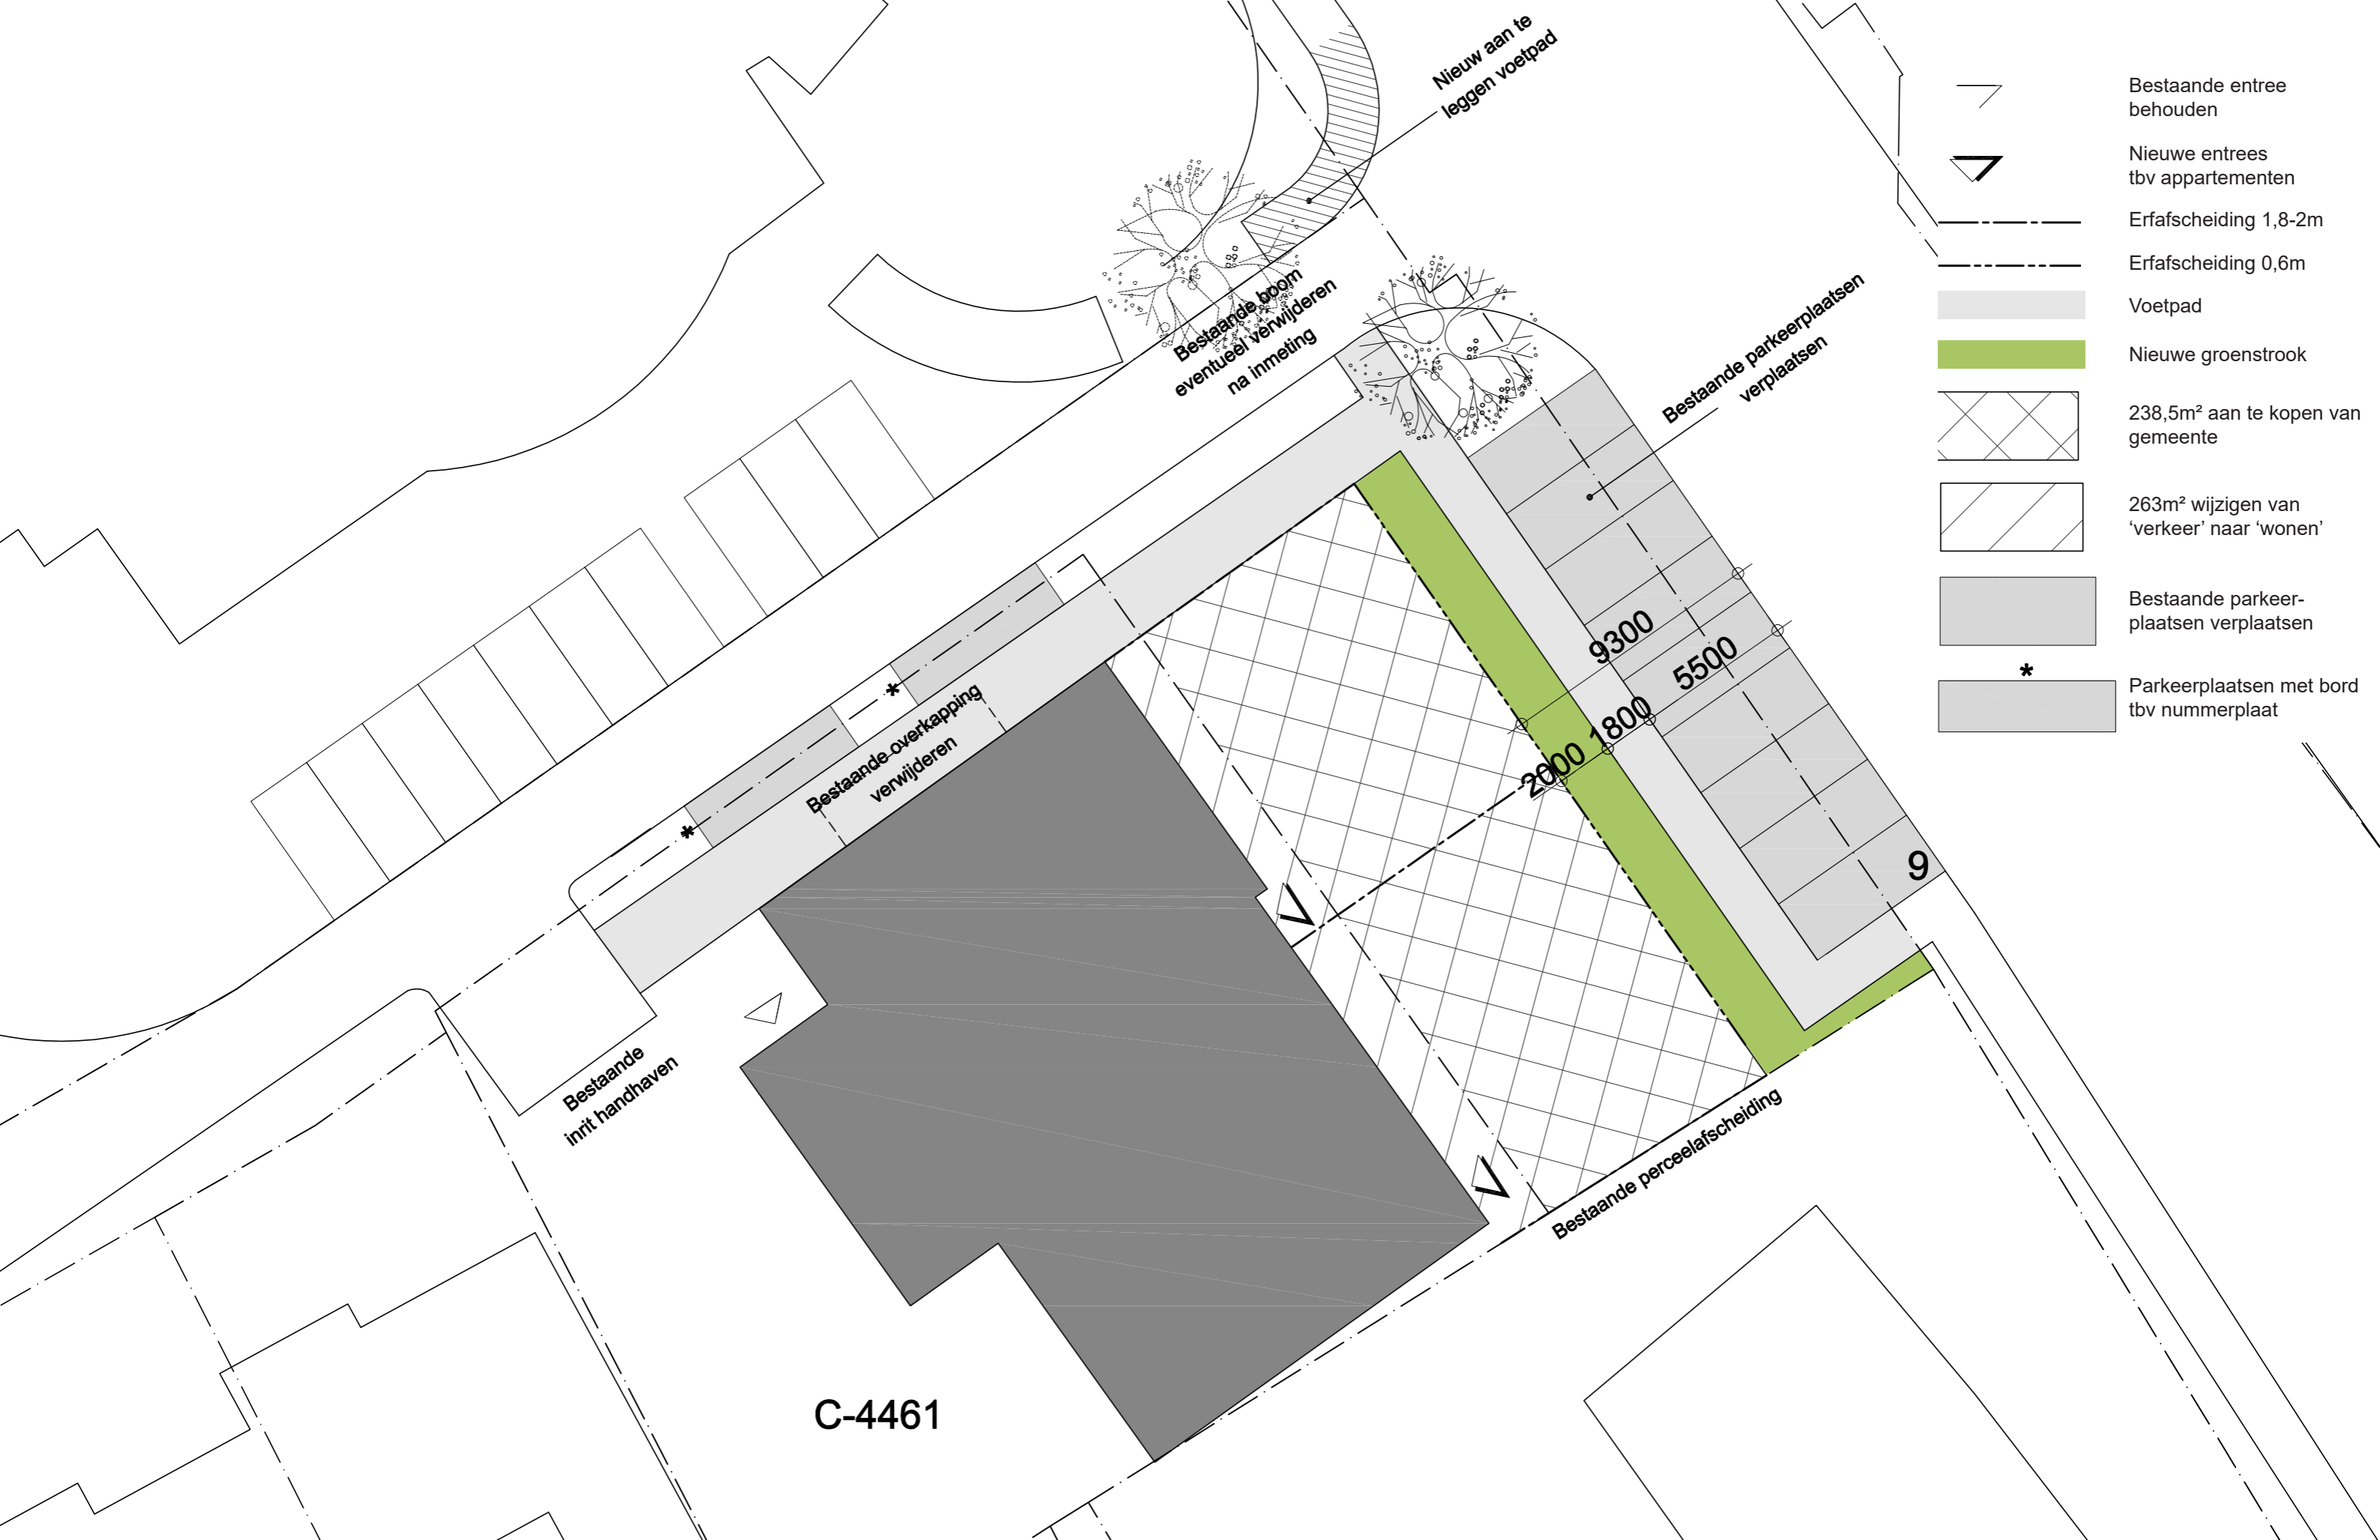 Nieuw aan te
leggen voetpad
Bestaande boom
eventueel verwijderen
na inmeting
Bestaande parkeerplaatsen
verplaatsen
Bestaande overkapping
verwijderen
9300
5500
1800
2000
9
*
*
Bestaande
inrit handhaven
Bestaande perceelafscheiding
C-4461
Bestaande entree
behouden
Nieuwe entrees
tbv appartementen
Erfafscheiding 1,8-2m
Erfafscheiding 0,6m
Voetpad
Nieuwe groenstrook
238,5m² aan te kopen van
gemeente
263m² wijzigen van
‘verkeer’ naar ‘wonen’
Bestaande parkeer-
plaatsen verplaatsen
*
Parkeerplaatsen met bord
tbv nummerplaat